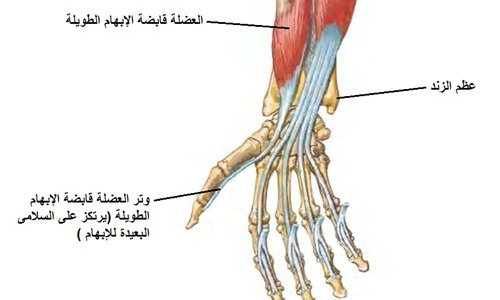 العضلة قابضة الإبهام الطويلة
عظم الزند
وتر العضلة قابضة الإبهام
الطويلة (يرتكز على السلامى
البعيدة للإبهام )